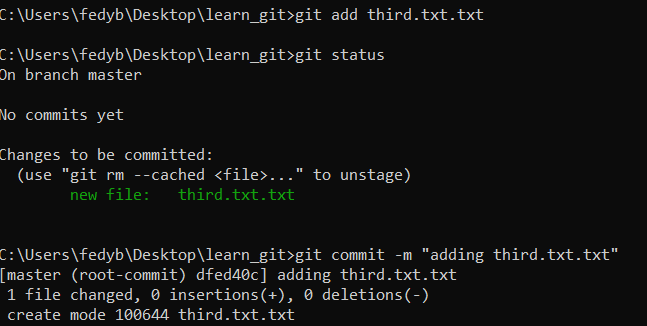 C:\Users\fedyb\Desktop\learn_git>git add third.txt.txt
C:\Users\fedyb\Desktop\learn_git>git status
On branch master
No commits yet
Changes to be committed:
(use "git rm --cached <file>..." to unstage)
new file: third.txt.txt
C:\Users\fedyb\Desktop\learn_git>git commit -m "adding third.txt.txt"
[master (root-commit) dfed40c] adding third.txt.txt
1 file changed, 0 insertions(+), 0 deletions(-)
create mode 100644 third.txt.txt